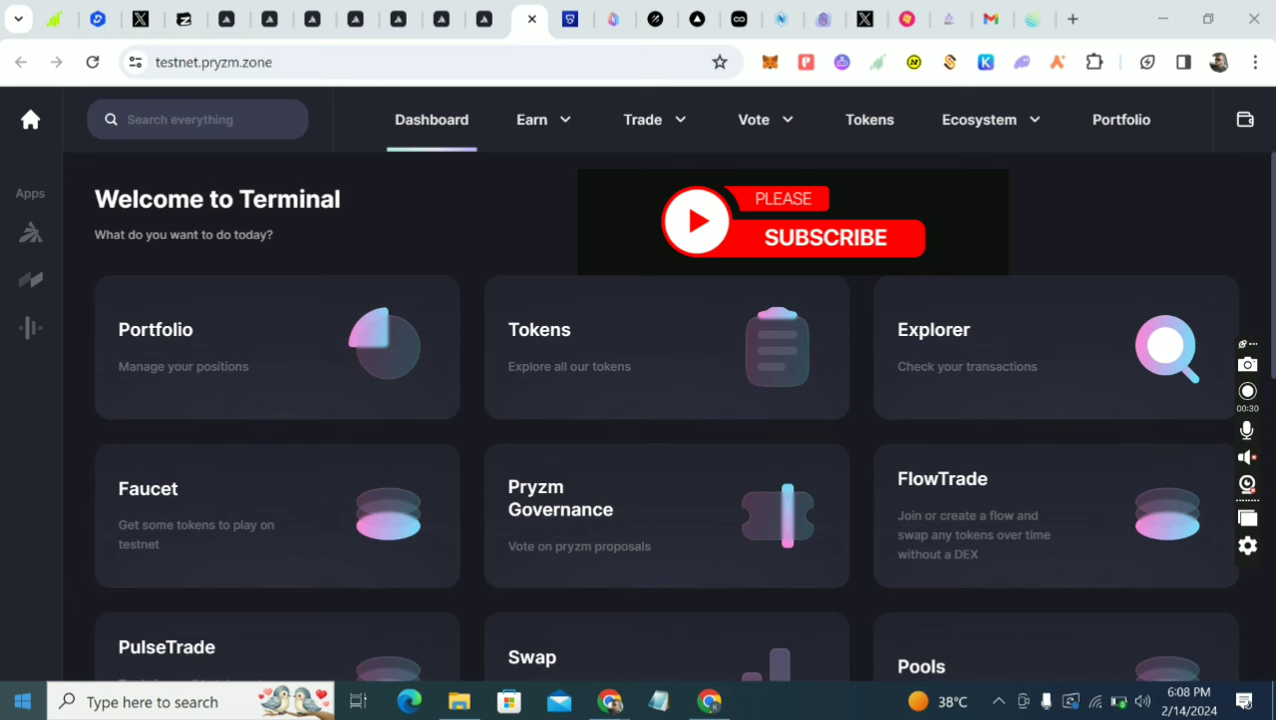 testnet.pryzm.zone
Search everything
Dashboard
Earn
Trade
Vote
Tokens
Ecosystem
Portfolio
Apps
Welcome to Terminal
What do you want to do today?
PLEASE
SUBSCRIBE
Portfolio
Manage your positions
Tokens
Explore all our tokens
Explorer
Check your transactions
00:30
Faucet
Get some tokens to play on
testnet
Pryzm
Governance
Vote on pryzm proposals
FlowTrade
Join or create a flow and
swap any tokens over time
without a DEX
PulseTrade
Swap
Pools
Type here to search
38°C
6:08 PM
2/14/2024